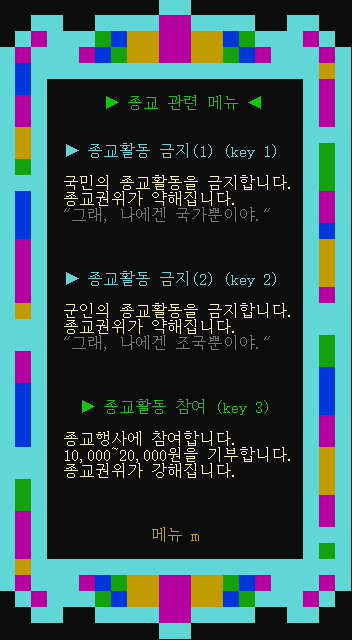 ▶ 종교 관련 메뉴 ◀
▶ 종교활동 금지(1) (key 1)
국민의 종교활동을 금지합니다.
종교권위가 약해집니다.
"그래, 나에겐 국가뿐이야."
▶ 종교활동 금지(2) (key 2)
군인의 종교활동을 금지합니다.
종교권위가 약해집니다.
"그래, 나에겐 조국뿐이야."
▶ 종교활동 참여 (key 3)
종교행사에 참여합니다.
10,000~20,000원을 기부합니다.
종교권위가 강해집니다.
메뉴 m